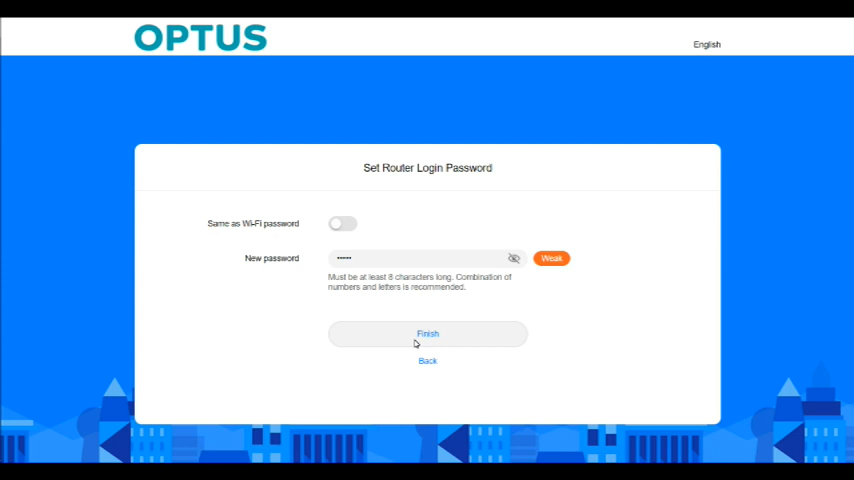 OPTUS
English
Set Router Login Password
Same as Wi-Fi password
New password
•••••
Weak
Must be at least 8 characters long. Combination of
numbers and letters is recommended.
Finish
Back